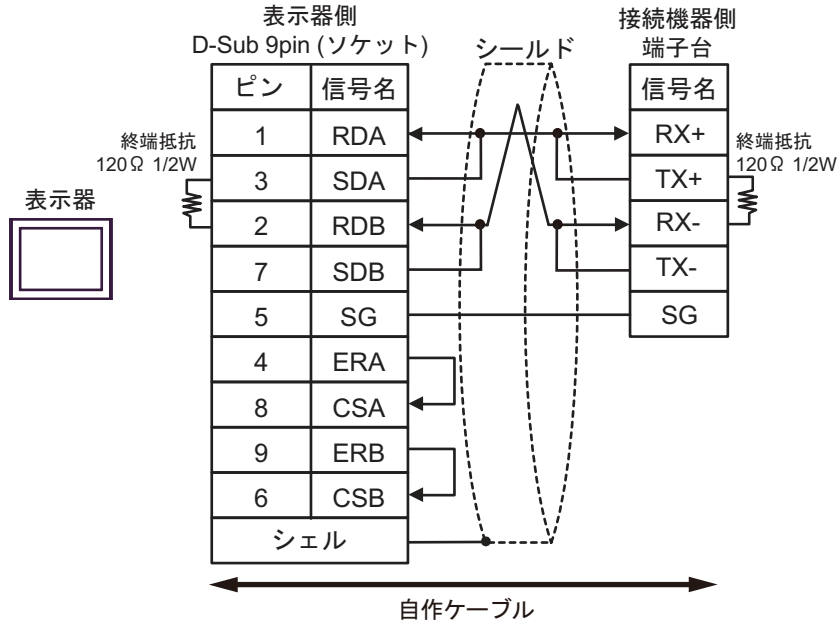 表示器側
D-Sub 9pin (ソケット)
シールド
接続機器側
端子台
ピン 信号名
信号名
1 RDA
RX+
3 SDA
TX+
2 RDB
RX-
7 SDB
TX-
5 SG
SG
4 ERA
8 CSA
9 ERB
6 CSB
シェル
終端抵抗
120Ω 1/2W
終端抵抗
120Ω 1/2W
表示器
自作ケーブル